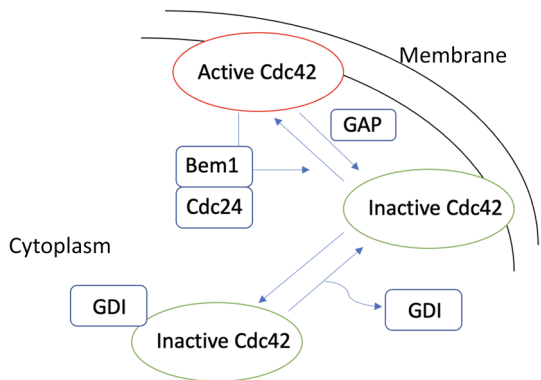 Membrane
Active Cdc42
GAP
Bem1
Cdc24
Inactive Cdc42
Cytoplasm
GDI
GDI
Inactive Cdc42